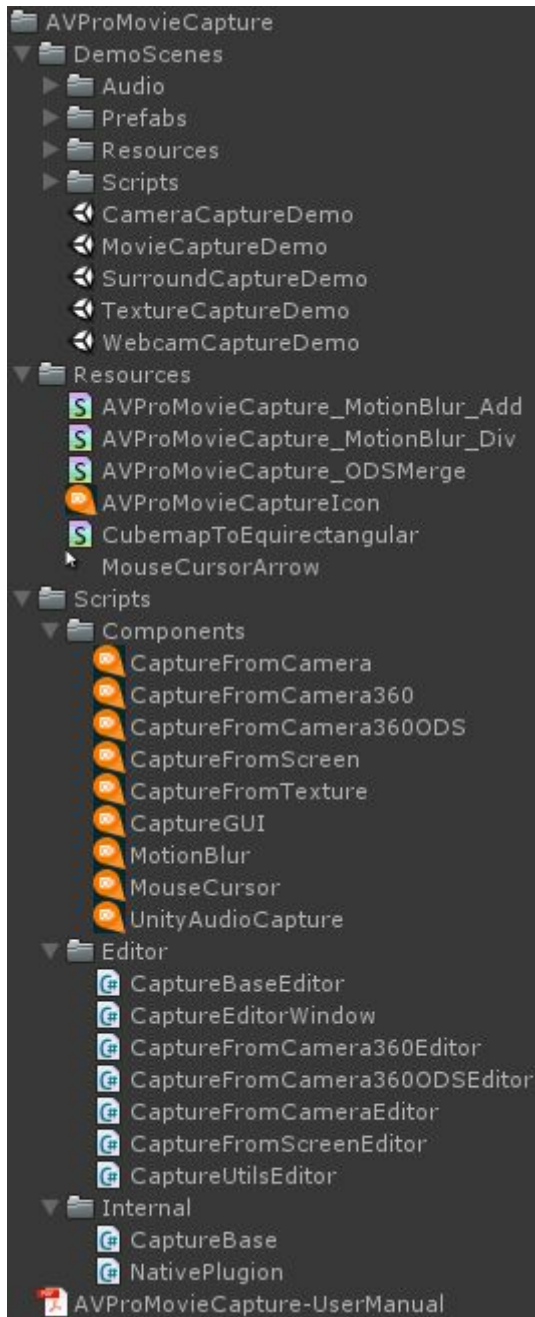 AVProMovieCapture
DemoScenes
Audio
Prefabs
Resources
Scripts
CameraCaptureDemo
MovieCaptureDemo
SurroundCaptureDemo
TextureCaptureDemo
WebcamCaptureDemo
Resources
AVProMovieCapture_MotionBlur_Add
AVProMovieCapture_MotionBlur_Div
AVProMovieCapture_ODSMerge
AVProMovieCaptureIcon
CubemapToEquirectangular
MouseCursorArrow
Scripts
Components
CaptureFromCamera
CaptureFromCamera360
CaptureFromCamera360ODS
CaptureFromScreen
CaptureFromTexture
CaptureGUI
MotionBlur
MouseCursor
UnityAudioCapture
Editor
CaptureBaseEditor
CaptureEditorWindow
CaptureFromCamera360Editor
CaptureFromCamera360ODSEditor
CaptureFromCameraEditor
CaptureFromScreenEditor
CaptureUtilsEditor
Internal
CaptureBase
NativePlugion
AVProMovieCapture-UserManual